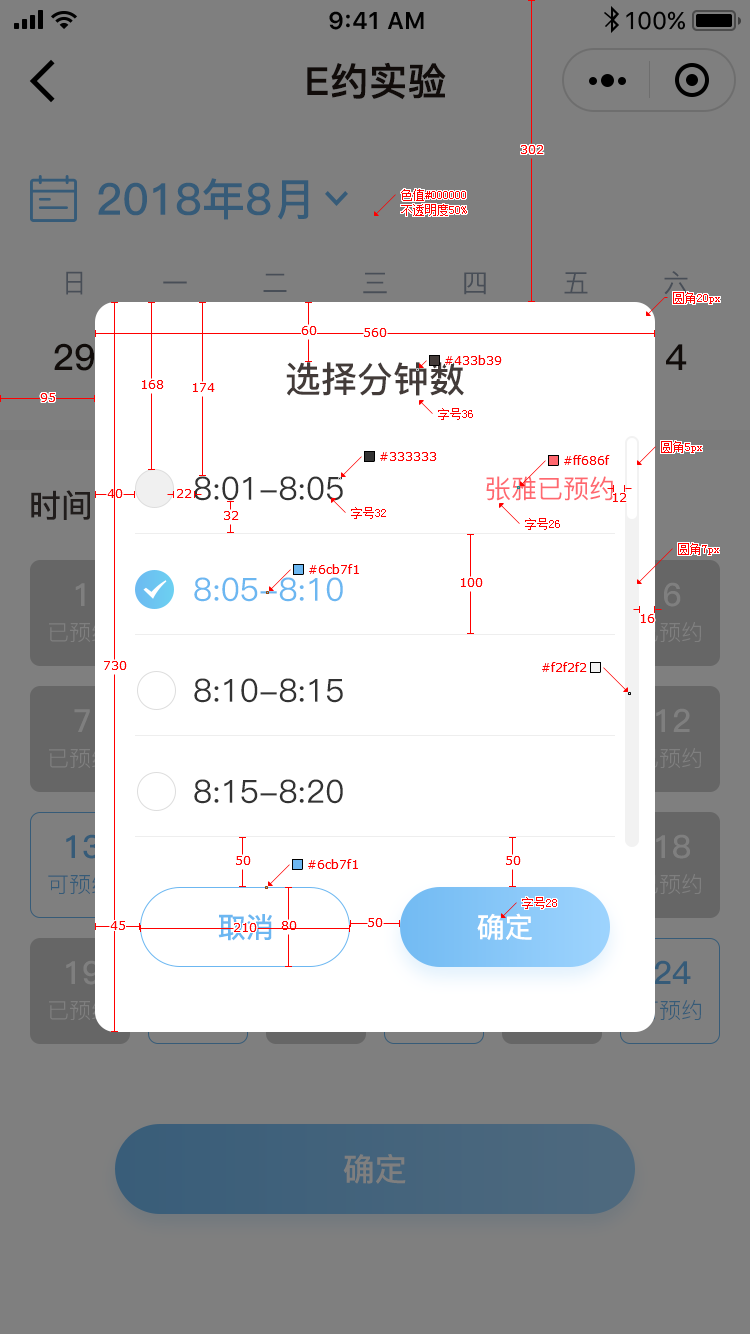 9:41 AM 100%
E约实验
302
2018年8月
色值#000000
不透明度50%
日 一 二 三 四 五 六
圆角20px
60 560
29 4
#433b39
选择分钟数
168 174
95
字号36
圆角5px
#333333 #ff686f
40 22 8:01-8:05 张雅已预约 12
时间
32 字号32 字号26
圆角7px
#6cb7f1
8:05-8:10 100
1 6
已预 预约
16
730 #f2f2f2
8:10-8:15
7 12
已预 预约
8:15-8:20
13 18
可预 预约
50 #6cb7f1 50
字号28
45 取消 210 80 50 确定
19 24
已预 预约
确定